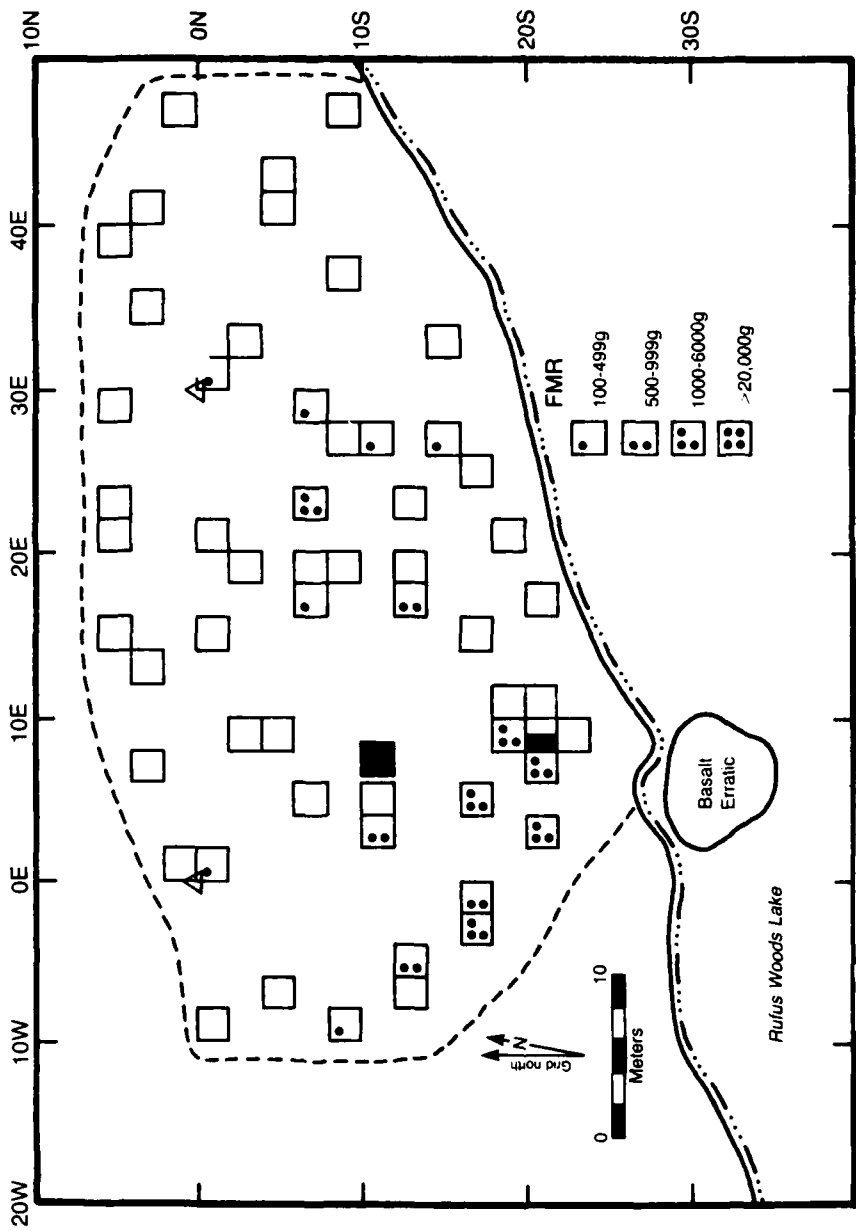 20W
10W
0E
10E
20E
30E
40E
10N
0N
10S
20S
30S
FMR
100-499g
500-999g
1000-6000g
>20,000g
Basalt
Erratic
Rufus Woods Lake
N
Grid north
0
10
Meters